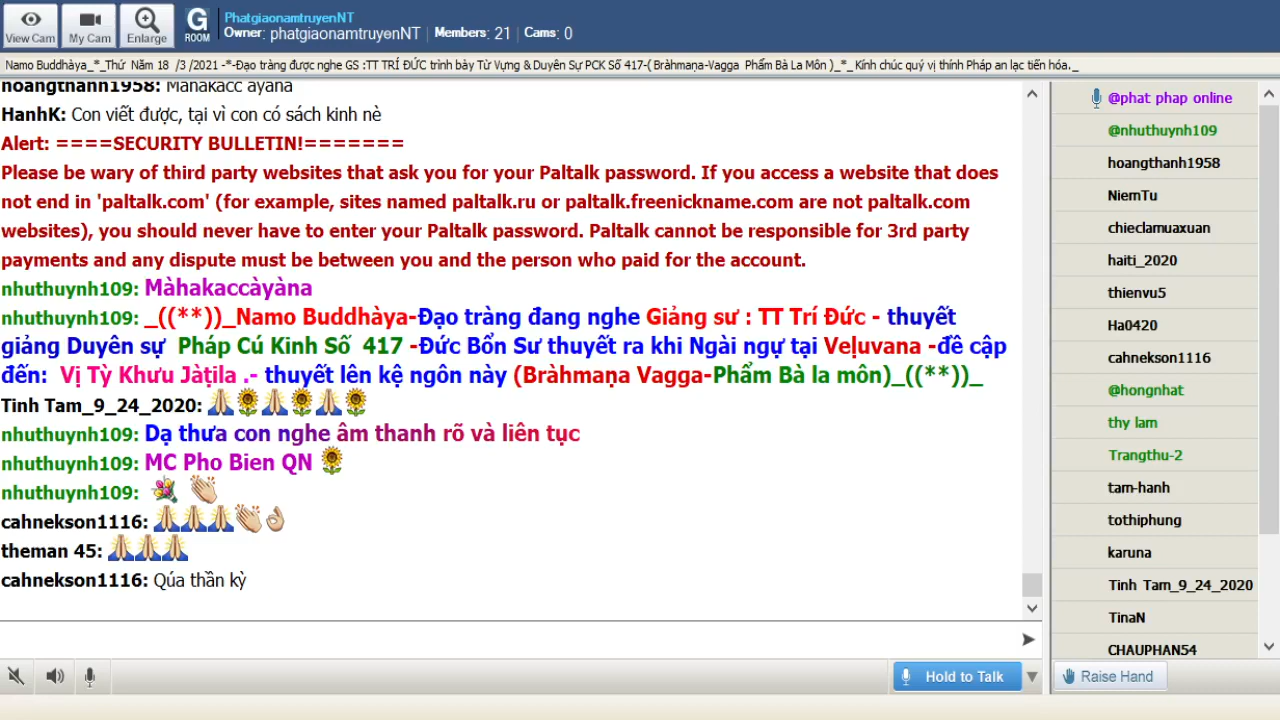 View Cam
My Cam
Enlarge
G
ROOM
PhatgiaonamtruyenNT
Owner: phatgiaonamtruyenNT | Members: 21 | Cams: 0
Namo Buddhàya_*_Thứ Năm 18 /3 /2021 -*-Đạo tràng được nghe GS :TT TRÍ ĐỨC trình bày Từ Vựng & Duyên Sự PCK Số 417-( Bràhmaṇa-Vagga Phẩm Bà La Môn )_*_ Kính chúc quý vị thính Pháp an lạc tiến hóa._
hoangthanh1958: Mahakacc ayana
HanhK: Con viết được, tại vì con có sách kinh nè
Alert: ====SECURITY BULLETIN!=======
Please be wary of third party websites that ask you for your Paltalk password. If you access a website that does
not end in 'paltalk.com' (for example, sites named paltalk.ru or paltalk.freenickname.com are not paltalk.com
websites), you should never have to enter your Paltalk password. Paltalk cannot be responsible for 3rd party
payments and any dispute must be between you and the person who paid for the account.
nhuthuynh109: Màhakaccàyàna
nhuthuynh109: _((**))_Namo Buddhàya-Đạo tràng đang nghe Giảng sư : TT Trí Đức - thuyết
giảng Duyên sự Pháp Cú Kinh Số 417 -Đức Bổn Sư thuyết ra khi Ngài ngự tại Veḷuvana -đề cập
đến: Vị Tỳ Khưu Jàṭila .- thuyết lên kệ ngôn này (Bràhmaṇa Vagga-Phẩm Bà la môn)_((**))_
Tinh Tam_9_24_2020: 🙏🌻🙏🌻🙏🌻
nhuthuynh109: Dạ thưa con nghe âm thanh rõ và liên tục
nhuthuynh109: MC Pho Bien QN 🌻
nhuthuynh109: 💐 👏
cahnekson1116: 🙏🙏🙏👏👌
theman 45: 🙏🙏🙏
cahnekson1116: Qúa thần kỳ
@phat phap online
@nhuthuynh109
hoangthanh1958
NiemTu
chieclamuaxuan
haiti_2020
thienvu5
Ha0420
cahnekson1116
@hongnhat
thy lam
Trangthu-2
tam-hanh
tothiphung
karuna
Tinh Tam_9_24_2020
TinaN
CHAUPHAN54
Hold to Talk
Raise Hand